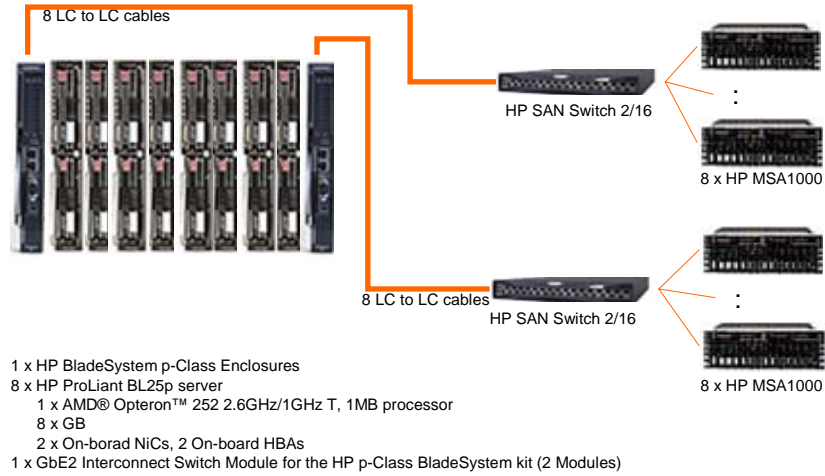 8 LC to LC cables
HP SAN Switch 2/16
:
8 x HP MSA1000
8 LC to LC cables
HP SAN Switch 2/16
:
8 x HP MSA1000
1 x HP BladeSystem p-Class Enclosures
8 x HP ProLiant BL25p server
1 x AMD® Opteron™ 252 2.6GHz/1GHz T, 1MB processor
8 x GB
2 x On-borad NiCs, 2 On-board HBAs
1 x GbE2 Interconnect Switch Module for the HP p-Class BladeSystem kit (2 Modules)